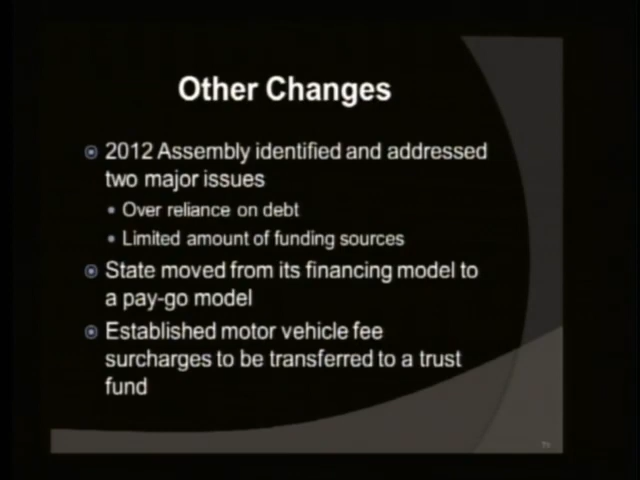 Other Changes
2012 Assembly identified and addressed
two major issues
Over reliance on debt
Limited amount of funding sources
State moved from its financing model to
a pay-go model
Established motor vehicle fee
surcharges to be transferred to a trust
fund